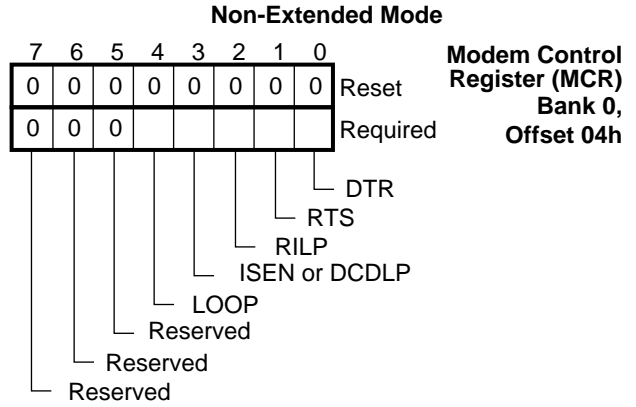 Non-Extended Mode
7 6 5 4 3 2 1 0
Modem Control
Register (MCR)
Bank 0,
Offset 04h
0 0 0 0 0 0 0 0 Reset
0 0 0 Required
DTR
RTS
RILP
ISEN or DCDLP
LOOP
Reserved
Reserved
Reserved